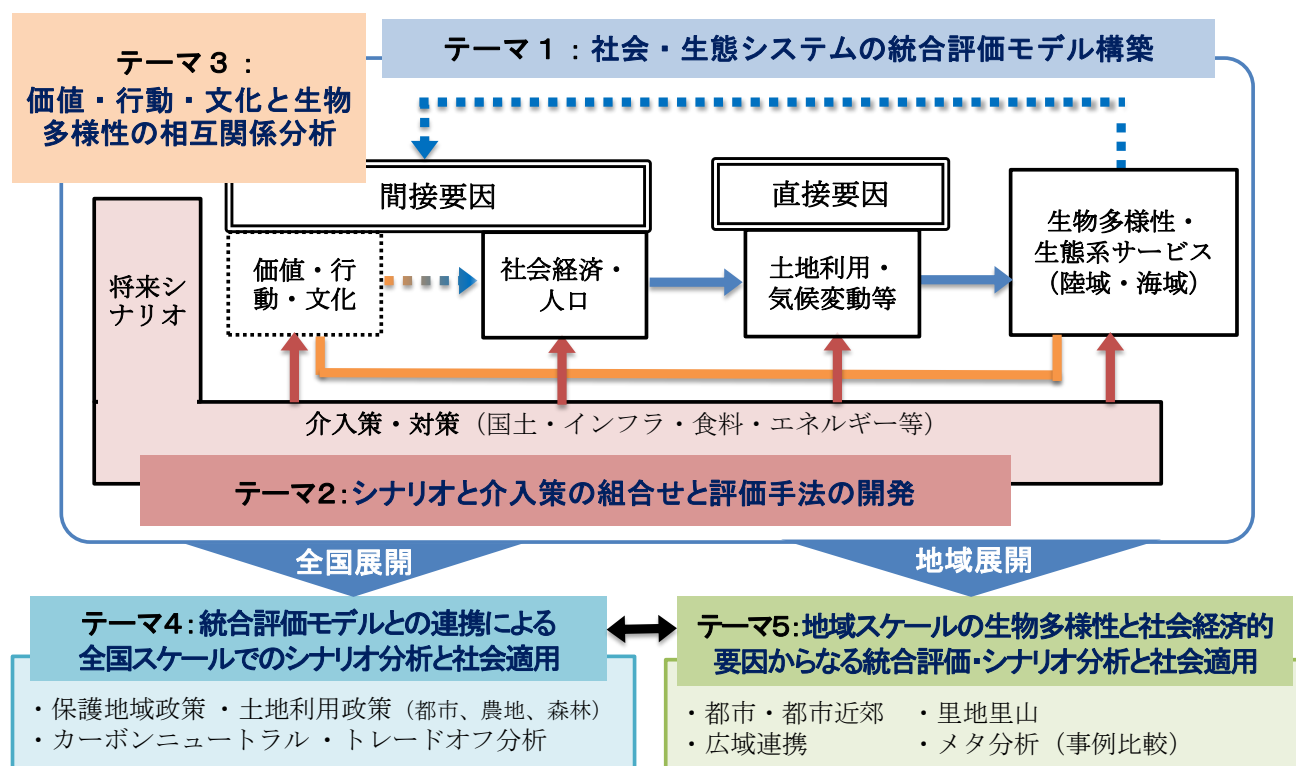 テーマ３：
価値・行動・文化と生物
多様性の相互関係分析
テーマ１：社会・生態システムの統合評価モデル構築
間接要因
直接要因
将来シ
ナリオ
価値・行
動・文化
社会経済・
人口
土地利用・
気候変動等
生物多様性・
生態系サービス
（陸域・海域）
介入策・対策（国土・インフラ・食料・エネルギー等）
テーマ2：シナリオと介入策の組合せと評価手法の開発
全国展開
地域展開
テーマ4：統合評価モデルとの連携による
全国スケールでのシナリオ分析と社会適用
・保護地域政策 ・土地利用政策（都市、農地、森林）
・カーボンニュートラル ・トレードオフ分析
テーマ5：地域スケールの生物多様性と社会経済的
要因からなる統合評価・シナリオ分析と社会適用
・都市・都市近郊 ・里地里山
・広域連携 ・メタ分析（事例比較）